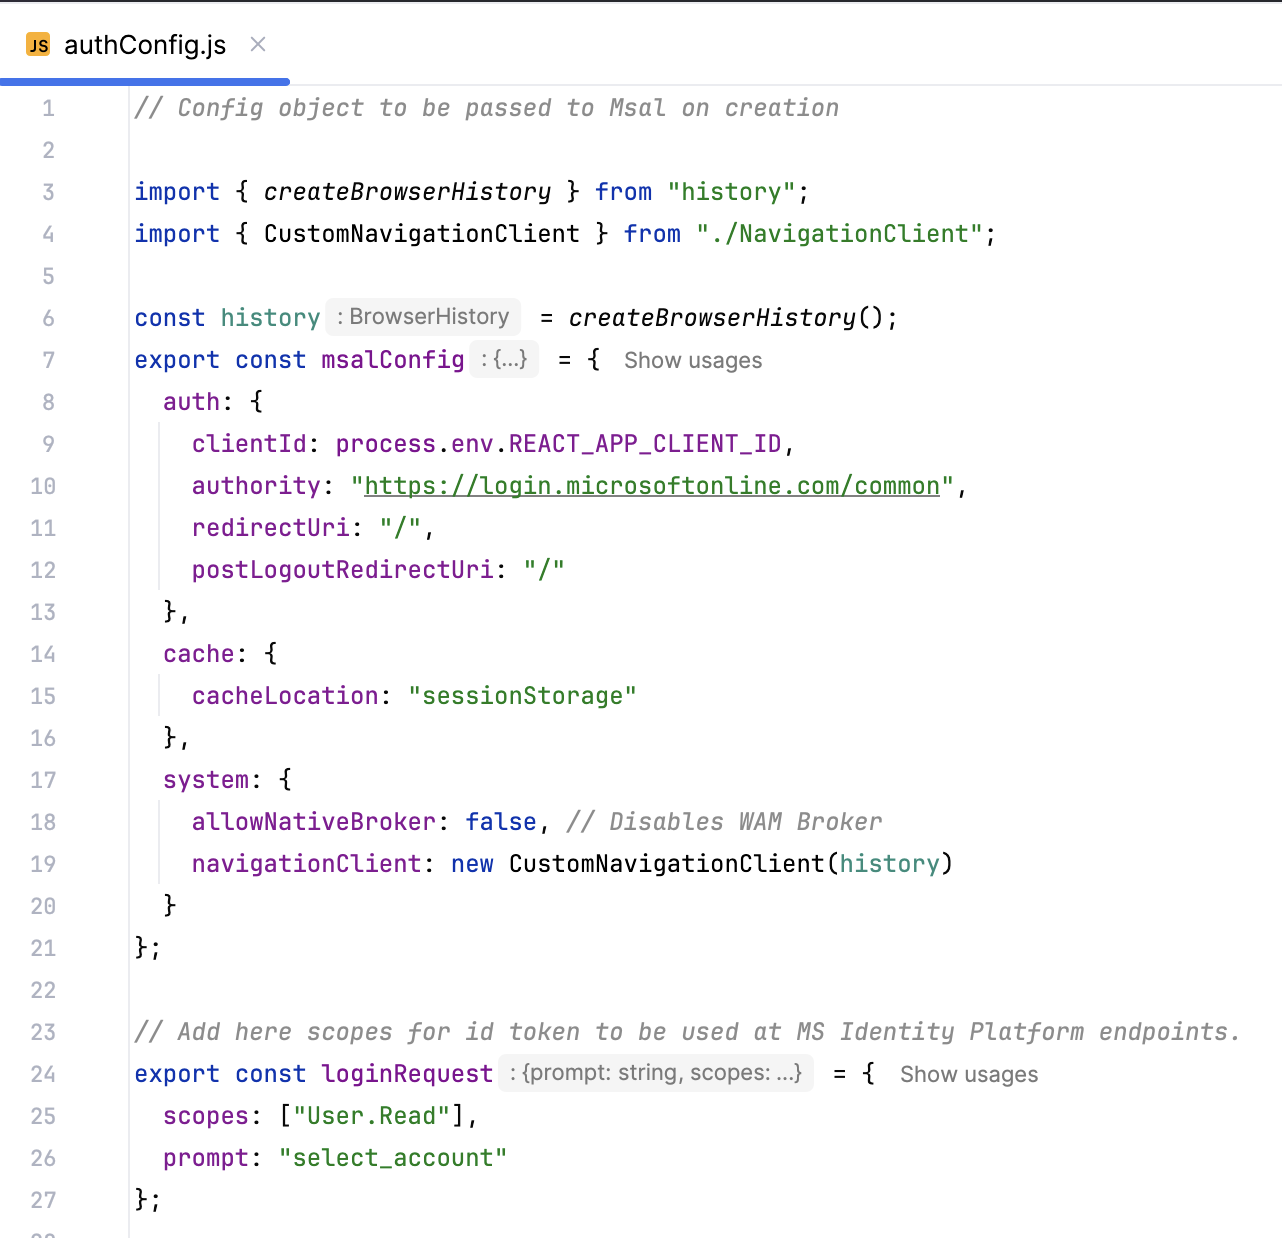 JS authConfig.js ×
1 // Config object to be passed to Msal on creation
2
3 import { createBrowserHistory } from "history";
4 import { CustomNavigationClient } from "./NavigationClient";
5
6 const history : BrowserHistory = createBrowserHistory();
7 export const msalConfig : {...} = { Show usages
8   auth: {
9     clientId: process.env.REACT_APP_CLIENT_ID,
10     authority: "https://login.microsoftonline.com/common",
11     redirectUri: "/",
12     postLogoutRedirectUri: "/"
13   },
14   cache: {
15     cacheLocation: "sessionStorage"
16   },
17   system: {
18     allowNativeBroker: false, // Disables WAM Broker
19     navigationClient: new CustomNavigationClient(history)
20   }
21 };
22
23 // Add here scopes for id token to be used at MS Identity Platform endpoints.
24 export const loginRequest : {prompt: string, scopes: ...} = { Show usages
25   scopes: ["User.Read"],
26   prompt: "select_account"
27 };